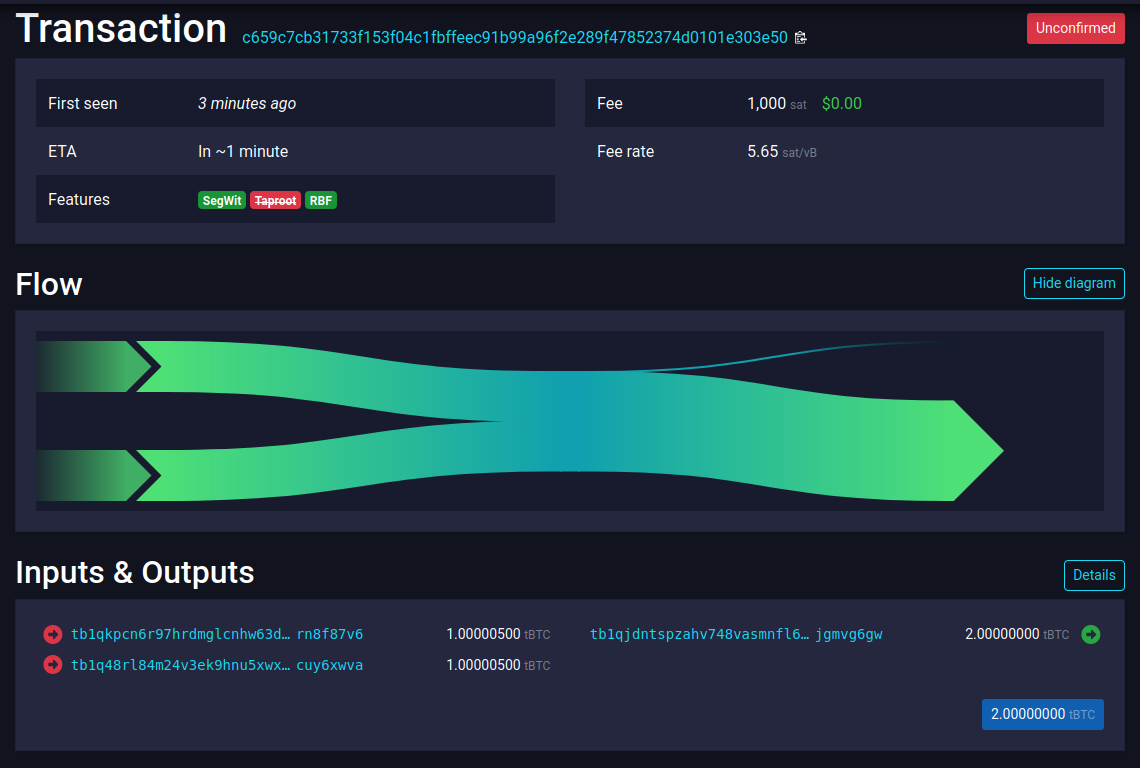 Transaction c659c7cb31733f153f04c1fbffeec91b99a96f2e289f47852374d0101e303e50 Unconfirmed
First seen 3 minutes ago Fee 1,000 sat $0.00
ETA In ~1 minute Fee rate 5.65 sat/vB
Features SegWit Taproot RBF
Flow Hide diagram
Inputs & Outputs Details
tb1qkpcn6r97hrdmglcnhw63d… rn8f87v6 1.00000500 tBTC tb1qjdntspzahv748vasmnfl6… jgmvg6gw 2.00000000 tBTC
tb1q48rl84m24v3ek9hnu5xwx… cuy6xwva 1.00000500 tBTC
2.00000000 tBTC